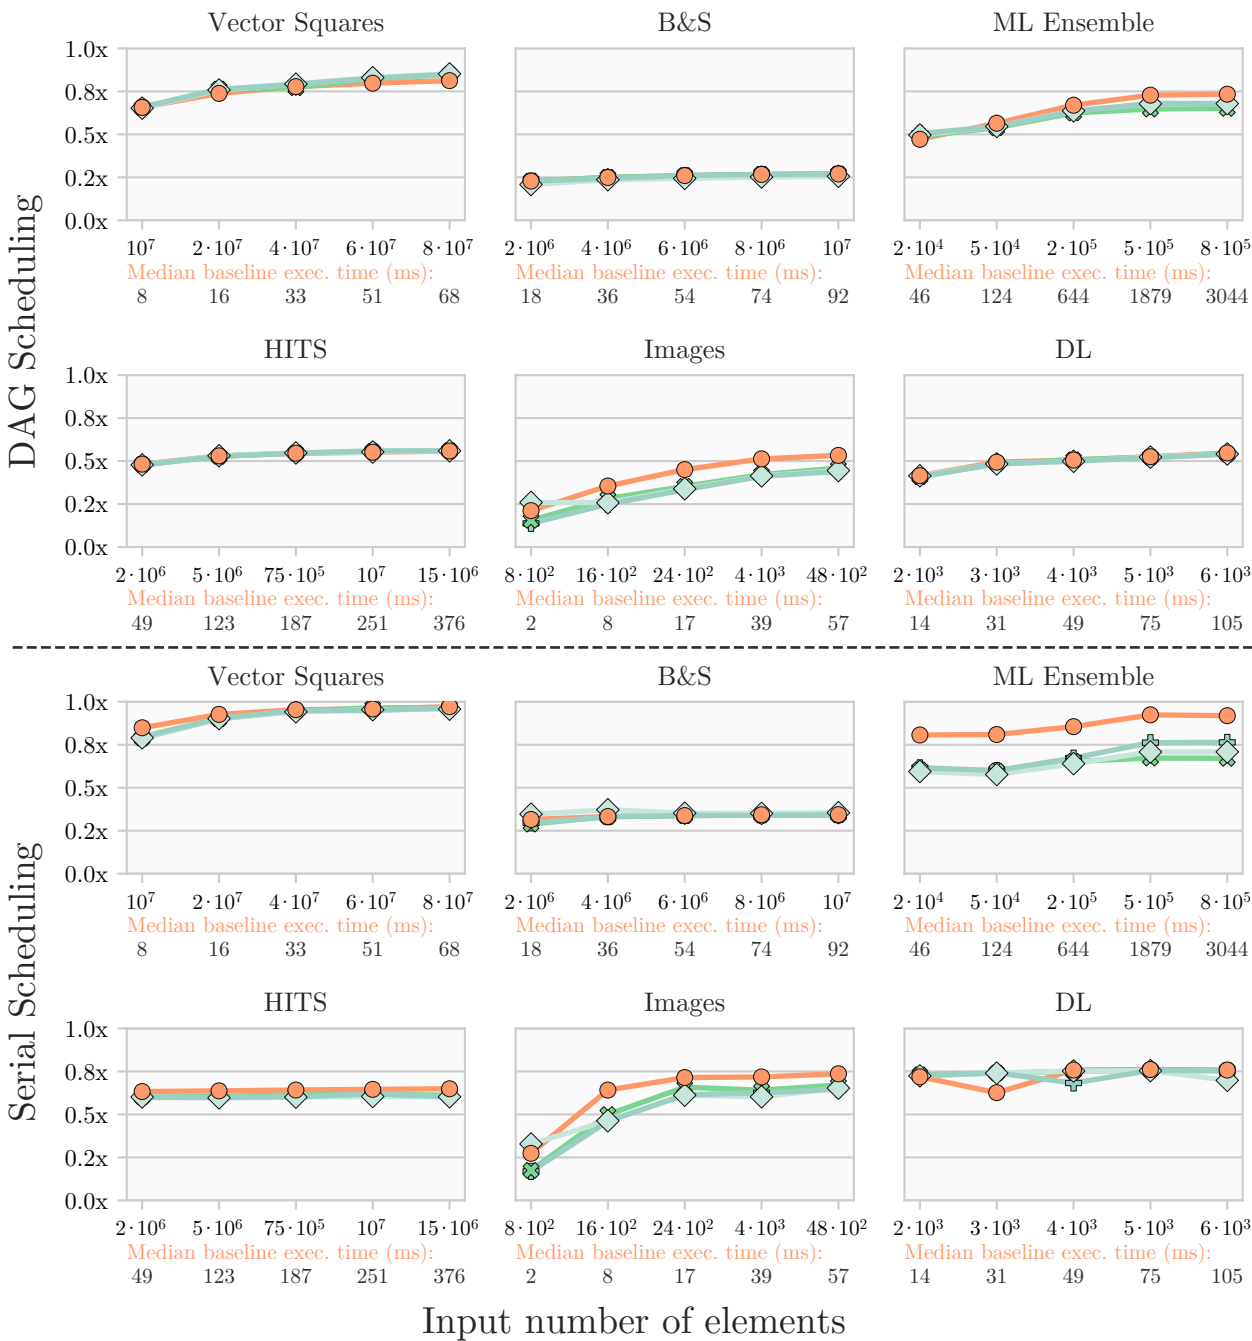 DAG Scheduling
Vector Squares B&S ML Ensemble
1.0x
0.8x
0.5x
0.2x
0.0x
10⁷ 2·10⁷ 4·10⁷ 6·10⁷ 8·10⁷ 2·10⁶ 4·10⁶ 6·10⁶ 8·10⁶ 10⁷ 2·10⁴ 5·10⁴ 2·10⁵ 5·10⁵ 8·10⁵
Median baseline exec. time (ms): Median baseline exec. time (ms): Median baseline exec. time (ms):
8 16 33 51 68 18 36 54 74 92 46 124 644 1879 3044
HITS Images DL
1.0x
0.8x
0.5x
0.2x
0.0x
2·10⁶ 5·10⁶ 75·10⁵ 10⁷ 15·10⁶ 8·10² 16·10² 24·10² 4·10³ 48·10² 2·10³ 3·10³ 4·10³ 5·10³ 6·10³
Median baseline exec. time (ms): Median baseline exec. time (ms): Median baseline exec. time (ms):
49 123 187 251 376 2 8 17 39 57 14 31 49 75 105
Serial Scheduling
Vector Squares B&S ML Ensemble
1.0x
0.8x
0.5x
0.2x
0.0x
10⁷ 2·10⁷ 4·10⁷ 6·10⁷ 8·10⁷ 2·10⁶ 4·10⁶ 6·10⁶ 8·10⁶ 10⁷ 2·10⁴ 5·10⁴ 2·10⁵ 5·10⁵ 8·10⁵
Median baseline exec. time (ms): Median baseline exec. time (ms): Median baseline exec. time (ms):
8 16 33 51 68 18 36 54 74 92 46 124 644 1879 3044
HITS Images DL
1.0x
0.8x
0.5x
0.2x
0.0x
2·10⁶ 5·10⁶ 75·10⁵ 10⁷ 15·10⁶ 8·10² 16·10² 24·10² 4·10³ 48·10² 2·10³ 3·10³ 4·10³ 5·10³ 6·10³
Median baseline exec. time (ms): Median baseline exec. time (ms): Median baseline exec. time (ms):
49 123 187 251 376 2 8 17 39 57 14 31 49 75 105
Input number of elements